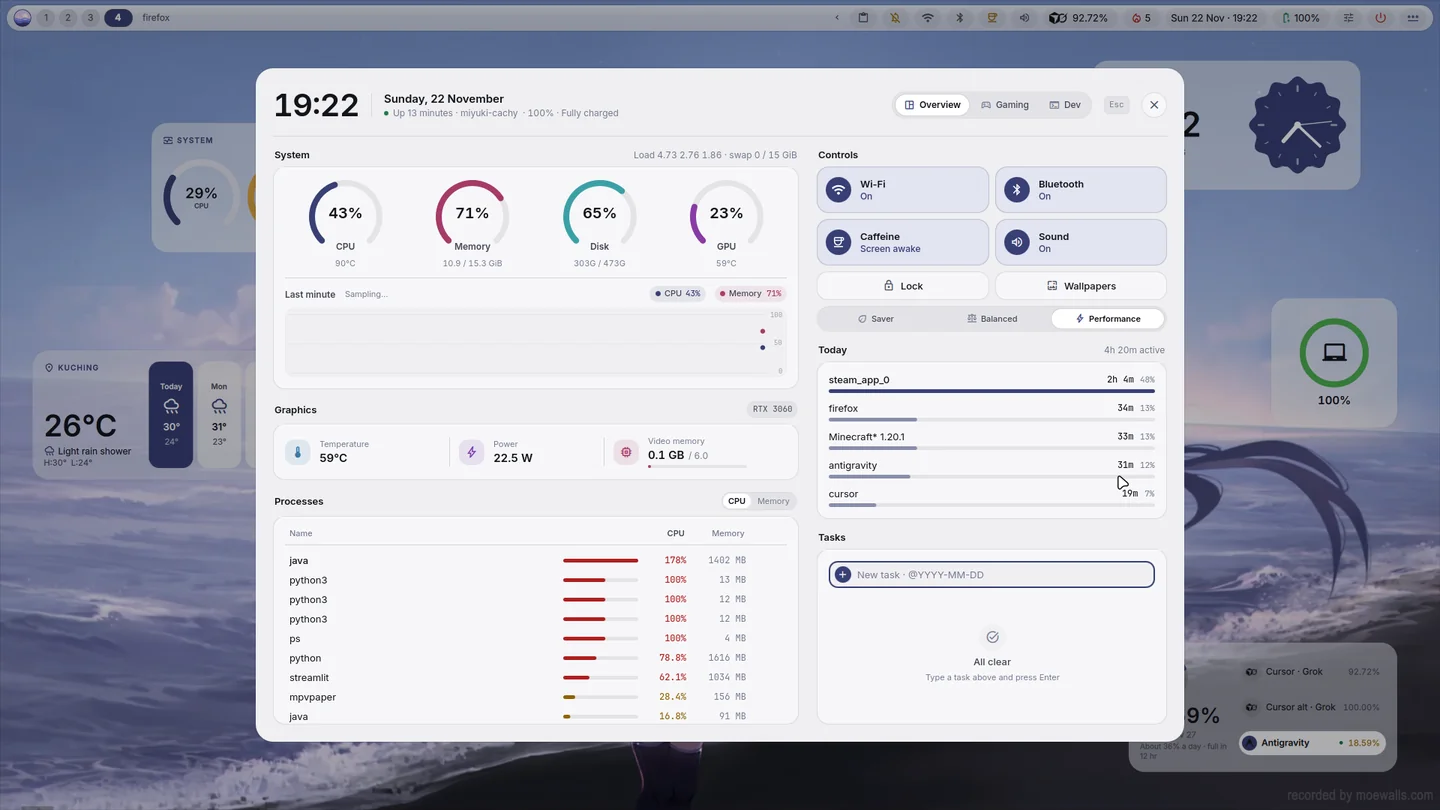 1 2 3 4 firefox
92.72% 5 Sun 22 Nov · 19:22 100%
19:22
Sunday, 22 November
Up 13 minutes · miyuki-cachy · 100% · Fully charged
Overview Gaming Dev Esc
SYSTEM
29%
CPU
KUCHING
26°C
Light rain shower
H:30° L:24°
Today
30°
24°
Mon
31°
23°
System
Load 4.73 2.76 1.86 · swap 0 / 15 GiB
43% 71% 65% 23%
CPU Memory Disk GPU
90°C 10.9 / 15.3 GiB 303G / 473G 59°C
Last minute Sampling... CPU 43% Memory 71%
100
50
0
Graphics
RTX 3060
Temperature
59°C
Power
22.5 W
Video memory
0.1 GB / 6.0
Processes
CPU Memory
Name CPU Memory
java 178% 1402 MB
python3 100% 13 MB
python3 100% 12 MB
python3 100% 12 MB
ps 100% 4 MB
python 78.8% 1616 MB
streamlit 62.1% 1034 MB
mpvpaper 28.4% 156 MB
java 16.8% 91 MB
Controls
Wi-Fi
On
Bluetooth
On
Caffeine
Screen awake
Sound
On
Lock Wallpapers
Saver Balanced Performance
Today 4h 20m active
steam_app_0 2h 4m 48%
firefox 34m 13%
Minecraft* 1.20.1 33m 13%
antigravity 31m 12%
cursor 19m 7%
Tasks
New task · @YYYY-MM-DD
All clear
Type a task above and press Enter
2
100%
9%
27
About 36% a day · full in
12 hr
Cursor · Grok 92.72%
Cursor alt · Grok 100.00%
Antigravity 18.59%
recorded by moewalls.com